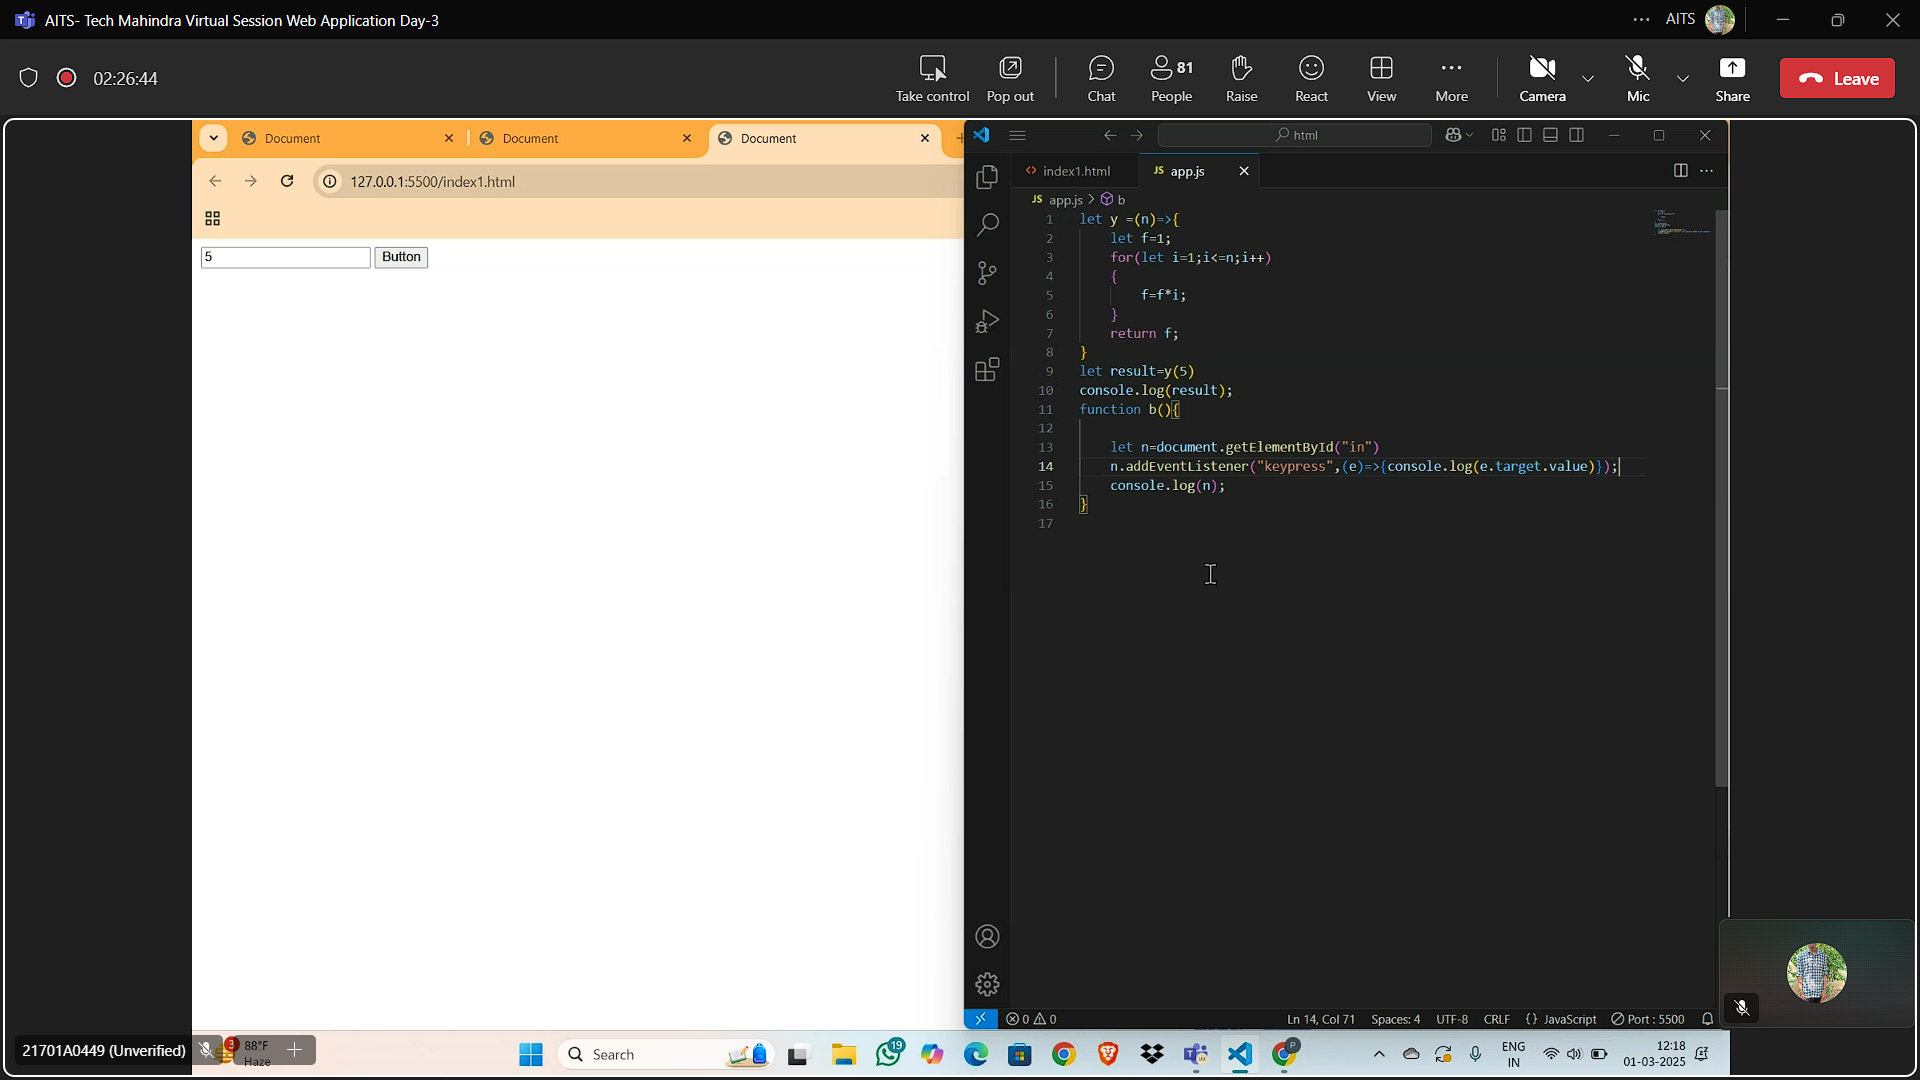 AITS- Tech Mahindra Virtual Session Web Application Day-3
AITS
02:26:44
Take control
Pop out
Chat
81
People
Raise
React
View
More
Camera
Mic
Share
Leave
Document
Document
Document
127.0.0.1:5500/index1.html
5
Button
html
index1.html
JS app.js
JS app.js > b
1 let y =(n)=>{
2 let f=1;
3 for(let i=1;i<=n;i++)
4 {
5 f=f*i;
6 }
7 return f;
8 }
9 let result=y(5)
10 console.log(result);
11 function b(){
12
13 let n=document.getElementById("in")
14 n.addEventListener("keypress",(e)=>{console.log(e.target.value)});
15 console.log(n);
16 }
17
0 0
Ln 14, Col 71
Spaces: 4
UTF-8
CRLF
{} JavaScript
Port : 5500
21701A0449 (Unverified)
3
88°F
Haze
Search
19
P
ENG
IN
12:18
01-03-2025